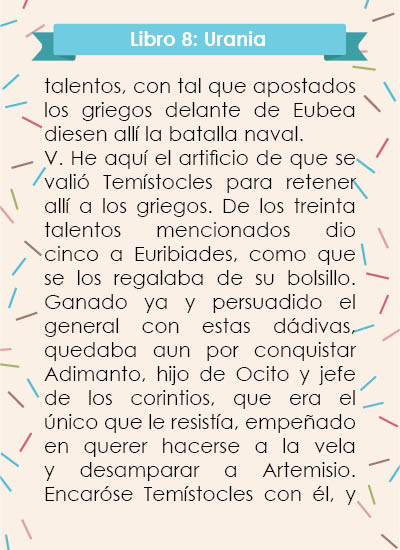 Libro 8: Urania
talentos, con tal que apostados
los griegos delante de Eubea
diesen allí la batalla naval.
V. He aquí el artificio de que se
valió Temístocles para retener
allí a los griegos. De los treinta
talentos mencionados dio
cinco a Euribiades, como que
se los regalaba de su bolsillo.
Ganado ya y persuadido el
general con estas dádivas,
quedaba aun por conquistar
Adimanto, hijo de Ocito y jefe
de los corintios, que era el
único que le resistía, empeñado
en querer hacerse a la vela
y desamparar a Artemisio.
Encaróse Temístocles con él, y